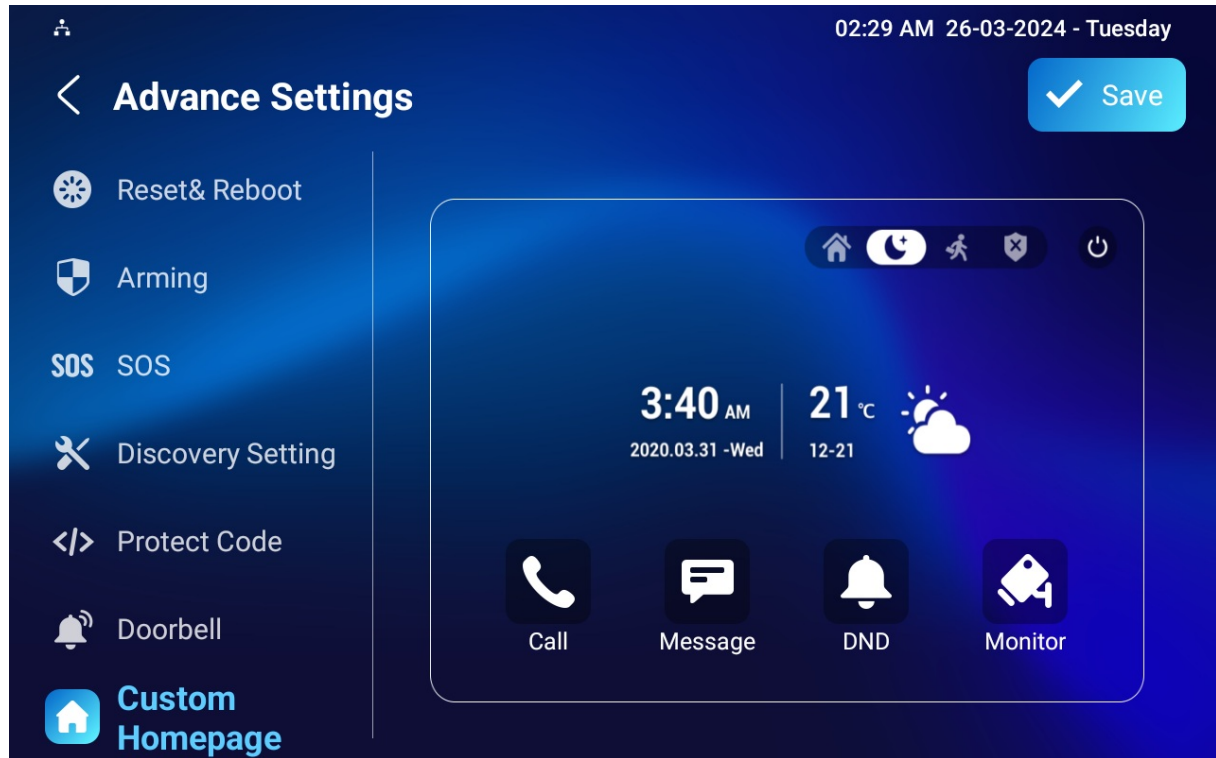 02:29 AM 26-03-2024 - Tuesday
Advance Settings
Save
Reset& Reboot
Arming
SOS SOS
Discovery Setting
</> Protect Code
Doorbell
Custom
Homepage
3:40 AM
2020.03.31 -Wed
21 °C
12-21
Call
Message
DND
Monitor